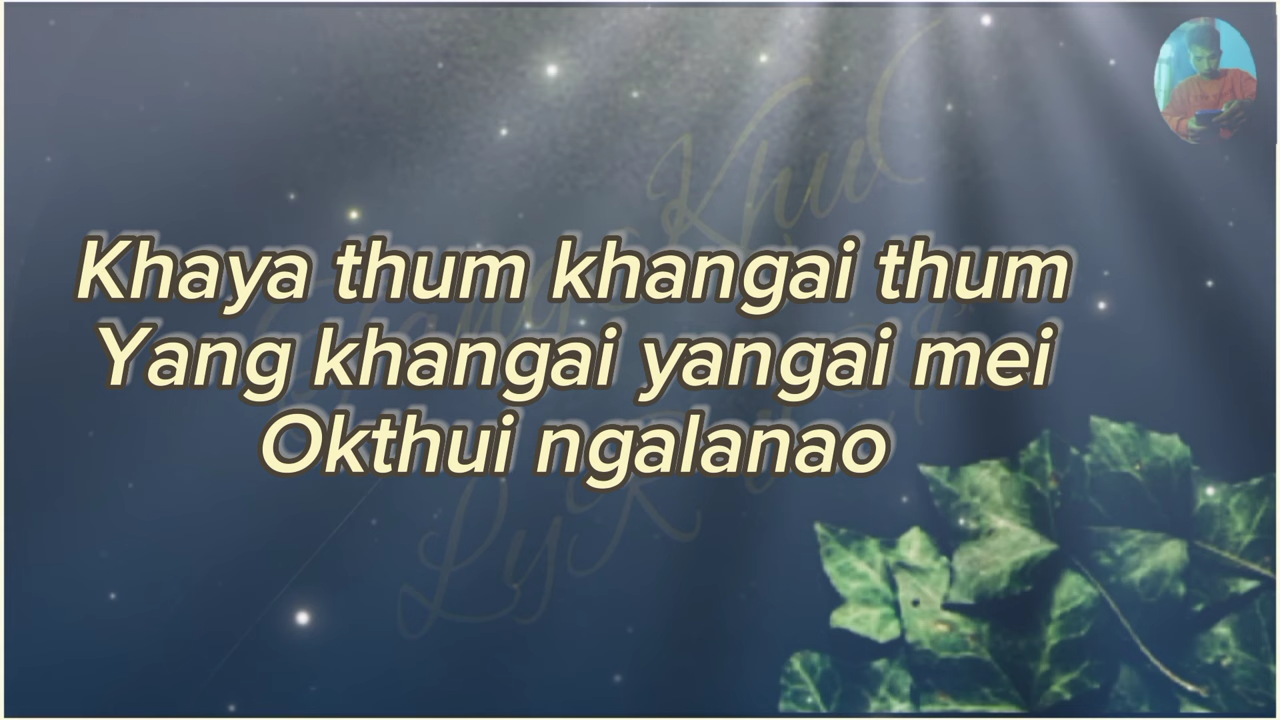 Khaya thum khangai thum
Yang khangai yangai mei
Okthui ngalanao